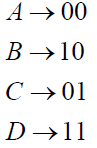 A → 00
B → 10
C → 01
D → 11